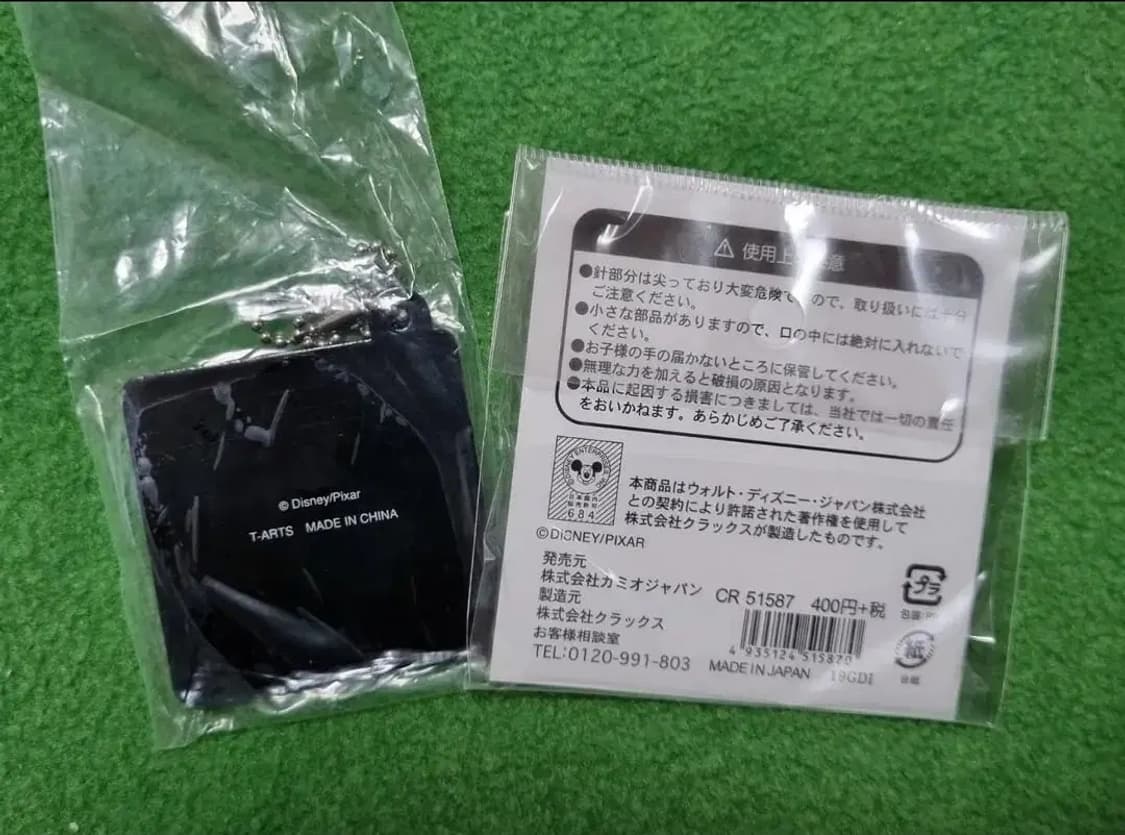 © Disney/Pixar
T-ARTS MADE IN CHINA
使用上 意
●針部分は尖っており大変危険で ので、取り扱いには十分
ご注意ください。
●小さな部品がありますので、口の中には絶対に入れないで
ください。
●お子様の手の届かないところに保管してください。
●無理な力を加えると破損の原因となります。
●本品に起因する損害につきましては、当社では一切の責任
をおいかねます。あらかじめご了承ください。
日本国内
販売許可
684
本商品はウォルト・ディズニー・ジャパン株式会社
との契約により許諾された著作権を使用して
株式会社クラックスが製造したものです。
©DISNEY/PIXAR
発売元
株式会社カミオジャパン
製造元
株式会社クラックス
お客様相談室
TEL:0120-991-803
CR 51587 400円+税
4 935124 515870
MADE IN JAPAN 19GDI
プラ
包装:
紙
台紙